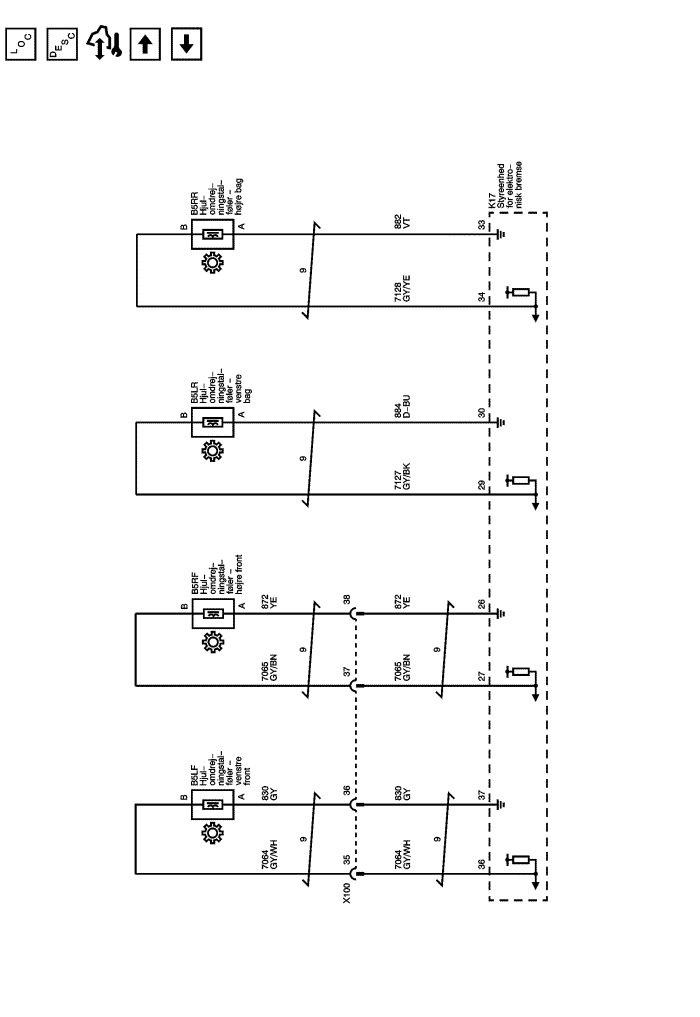 LOC
DESC
K17
Styreenhed
for elektro-
nisk bremse
B5RR
Hjul-
omdrej-
ningstal-
føler -
højre bag
B
A
9
882
VT
33
7128
GY/YE
34
B5LR
Hjul-
omdrej-
ningstal-
føler -
venstre
bag
B
A
9
884
D-BU
30
7127
GY/BK
29
B5RF
Hjul-
omdrej-
ningstal-
føler -
højre front
B
A
872
YE
9
38
872
YE
26
7065
GY/BN
37
7065
GY/BN
9
27
B5LF
Hjul-
omdrej-
ningstal-
føler -
venstre
front
B
A
830
GY
9
36
830
GY
37
7064
GY/WH
35
X100
7064
GY/WH
9
36